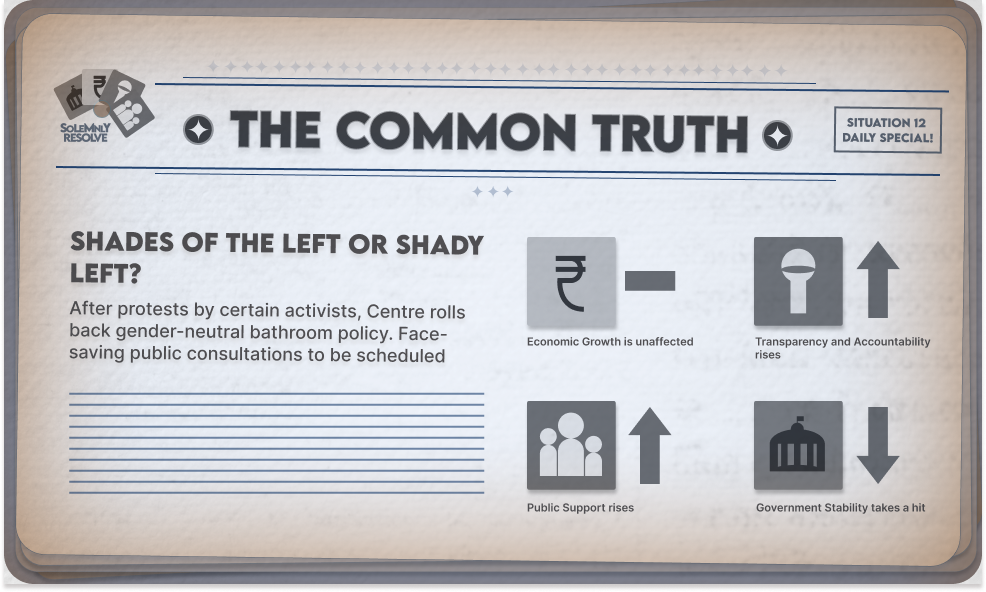 SOLEMNLY
RESOLVE
THE COMMON TRUTH
SITUATION 12
DAILY SPECIAL!
SHADES OF THE LEFT OR SHADY
LEFT?
After protests by certain activists, Centre rolls
back gender-neutral bathroom policy. Face-
saving public consultations to be scheduled
₹
₹
Economic Growth is unaffected
Transparency and Accountability
rises
Public Support rises
Government Stability takes a hit